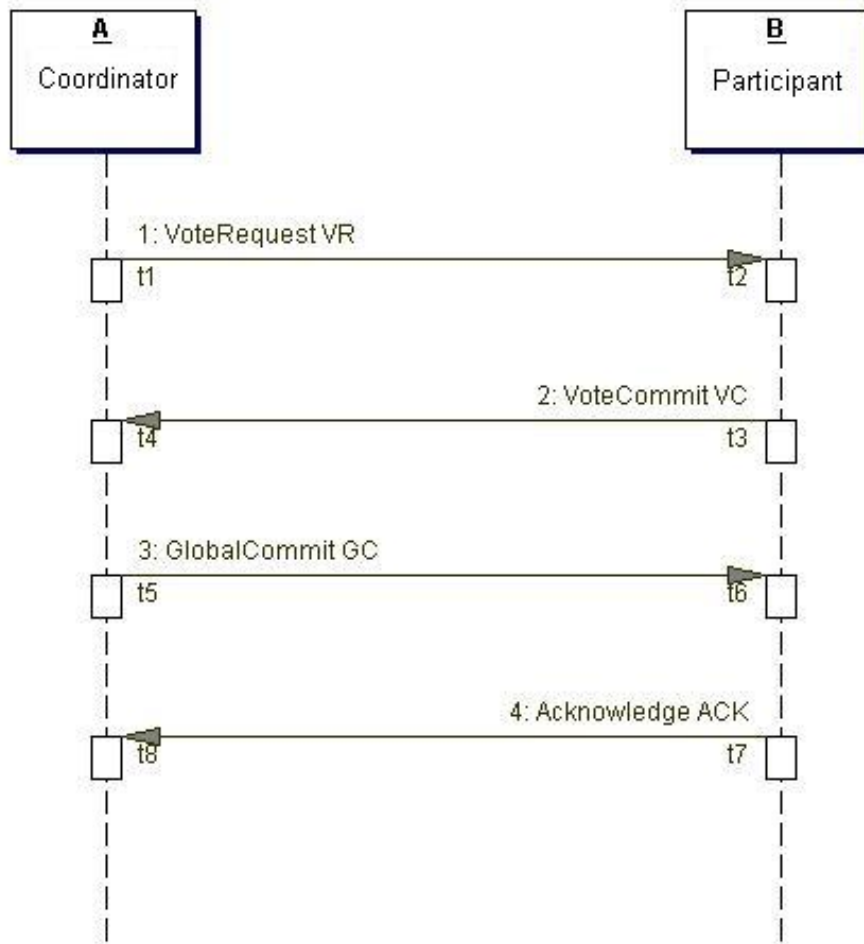 A
Coordinator
B
Participant
1: VoteRequest VR
t1
t2
2: VoteCommit VC
t4
t3
3: GlobalCommit GC
t5
t6
4: Acknowledge ACK
t8
t7